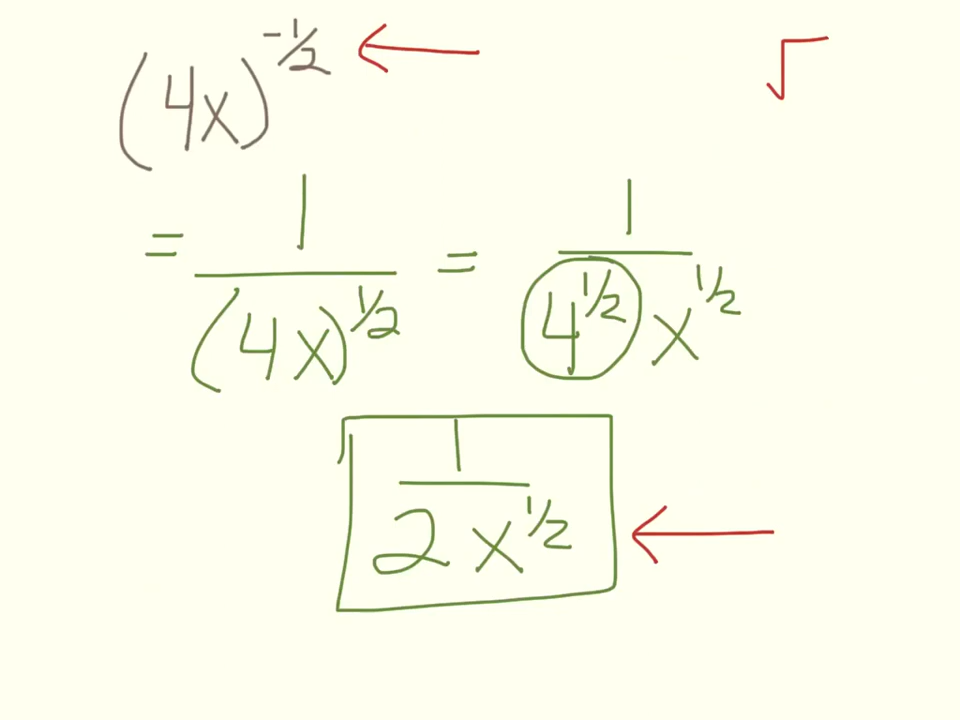 (4x)^{-1/2} √
= 1/(4x)^{1/2} = 1/(4^{1/2} x^{1/2})
1/(2x^{1/2})